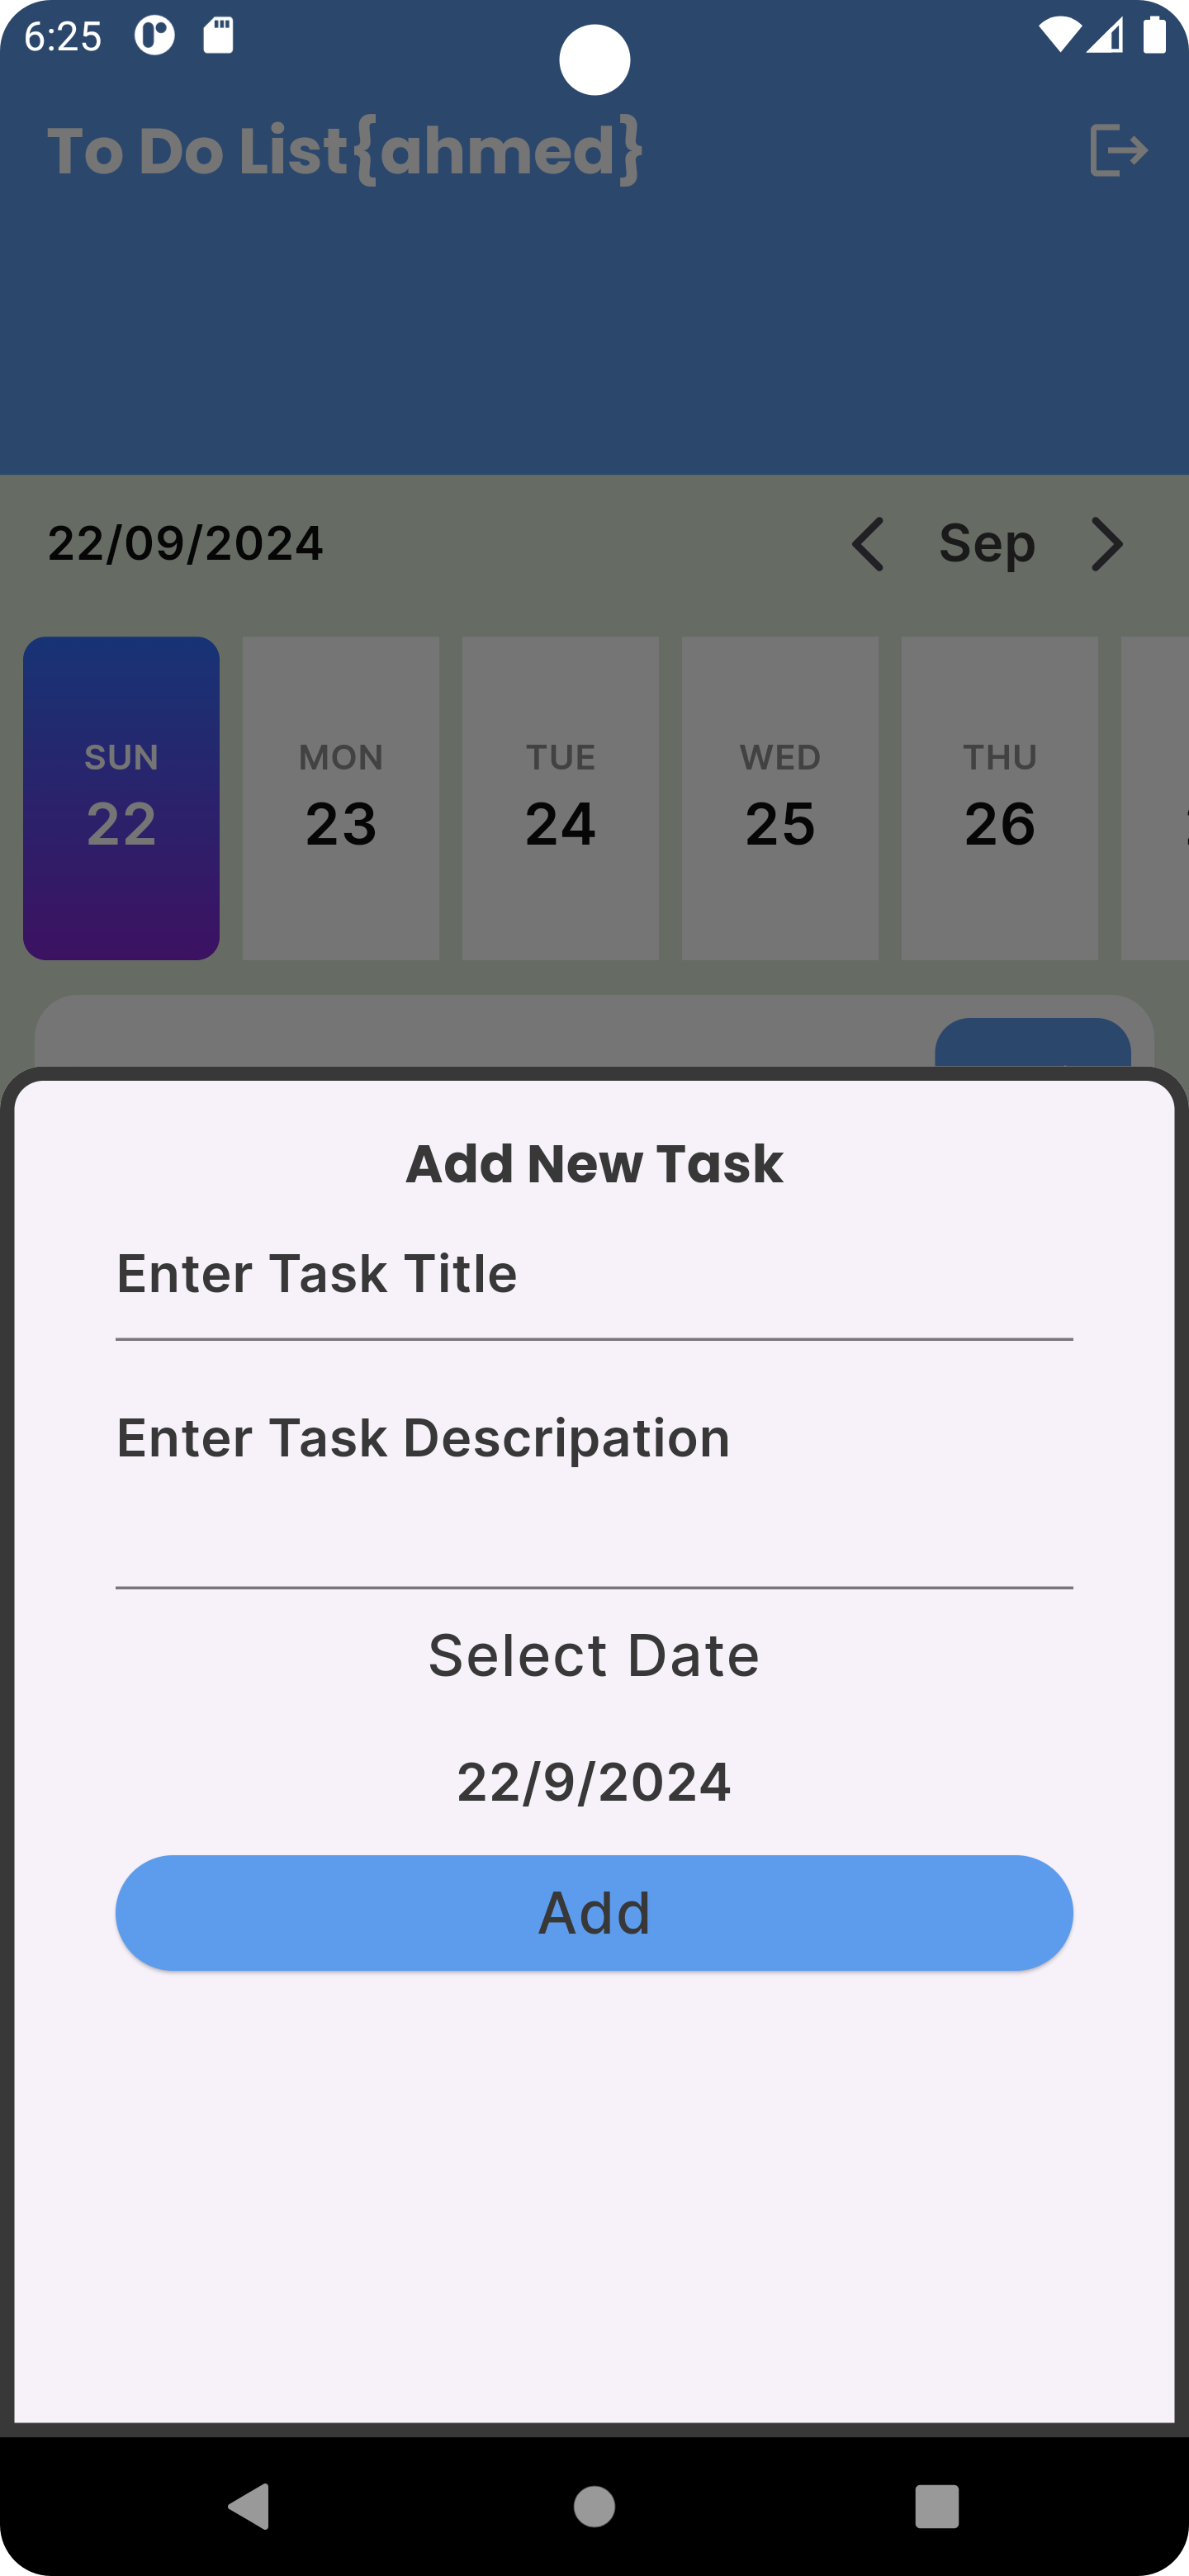 6:25
To Do List{ahmed}
22/09/2024
Sep
SUN MON TUE WED THU
22 23 24 25 26
Add New Task
Enter Task Title
Enter Task Descripation
Select Date
22/9/2024
Add